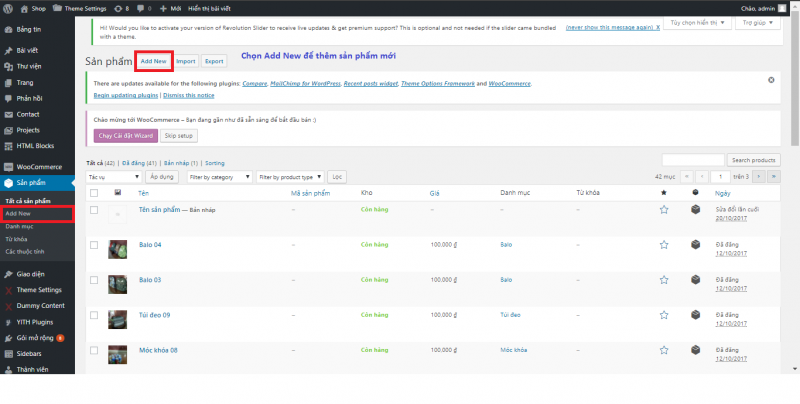 Shop Theme Settings 8 0 + Mới Hiển thị bài viết Chào, admin
Bảng tin
Bài viết
Thư viện
Trang
Phản hồi
Contact
Projects
HTML Blocks
WooCommerce
Sản phẩm
Tất cả sản phẩm
Add New
Danh mục
Từ khóa
Các thuộc tính
Giao diện
Theme Settings
Dummy Content
YITH Plugins
Gói mở rộng 8
Sidebars
Thành viên
Hi! Would you like to activate your version of Revolution Slider to receive live updates & get premium support? This is optional and not needed if the slider came bundled
with a theme.
(never show this message again) X
Tùy chọn hiển thị ▼ Trợ giúp ▼
Sản phẩm Add New Import Export
Chọn Add New để thêm sản phẩm mới
There are updates available for the following plugins: Compare, MailChimp for WordPress, Recent posts widget, Theme Options Framework and WooCommerce.
Begin updating plugins | Dismiss this notice
Chào mừng tới WooCommerce – Bạn đang gần như đã sẵn sàng để bắt đầu bán :)
Chạy Cài đặt Wizard Skip setup
Tất cả (42) | Đã đăng (41) | Bản nháp (1) | Sorting
Search products
Tác vụ Áp dụng Filter by category Filter by product type Lọc 42 mục « ‹ 1 trên 3 › »
Tên Mã sản phẩm Kho Giá Danh mục Từ khóa Ngày
Tên sản phẩm — Bản nháp – Còn hàng – – – Sửa đổi lần cuối
20/10/2017
Balo 04 – Còn hàng 100,000 ₫ Balo – Đã đăng
12/10/2017
Balo 03 – Còn hàng 100,000 ₫ Balo – Đã đăng
12/10/2017
Túi đeo 09 – Còn hàng 100,000 ₫ Túi đeo – Đã đăng
12/10/2017
Móc khóa 08 – Còn hàng 100,000 ₫ Móc khóa – Đã đăng
12/10/2017